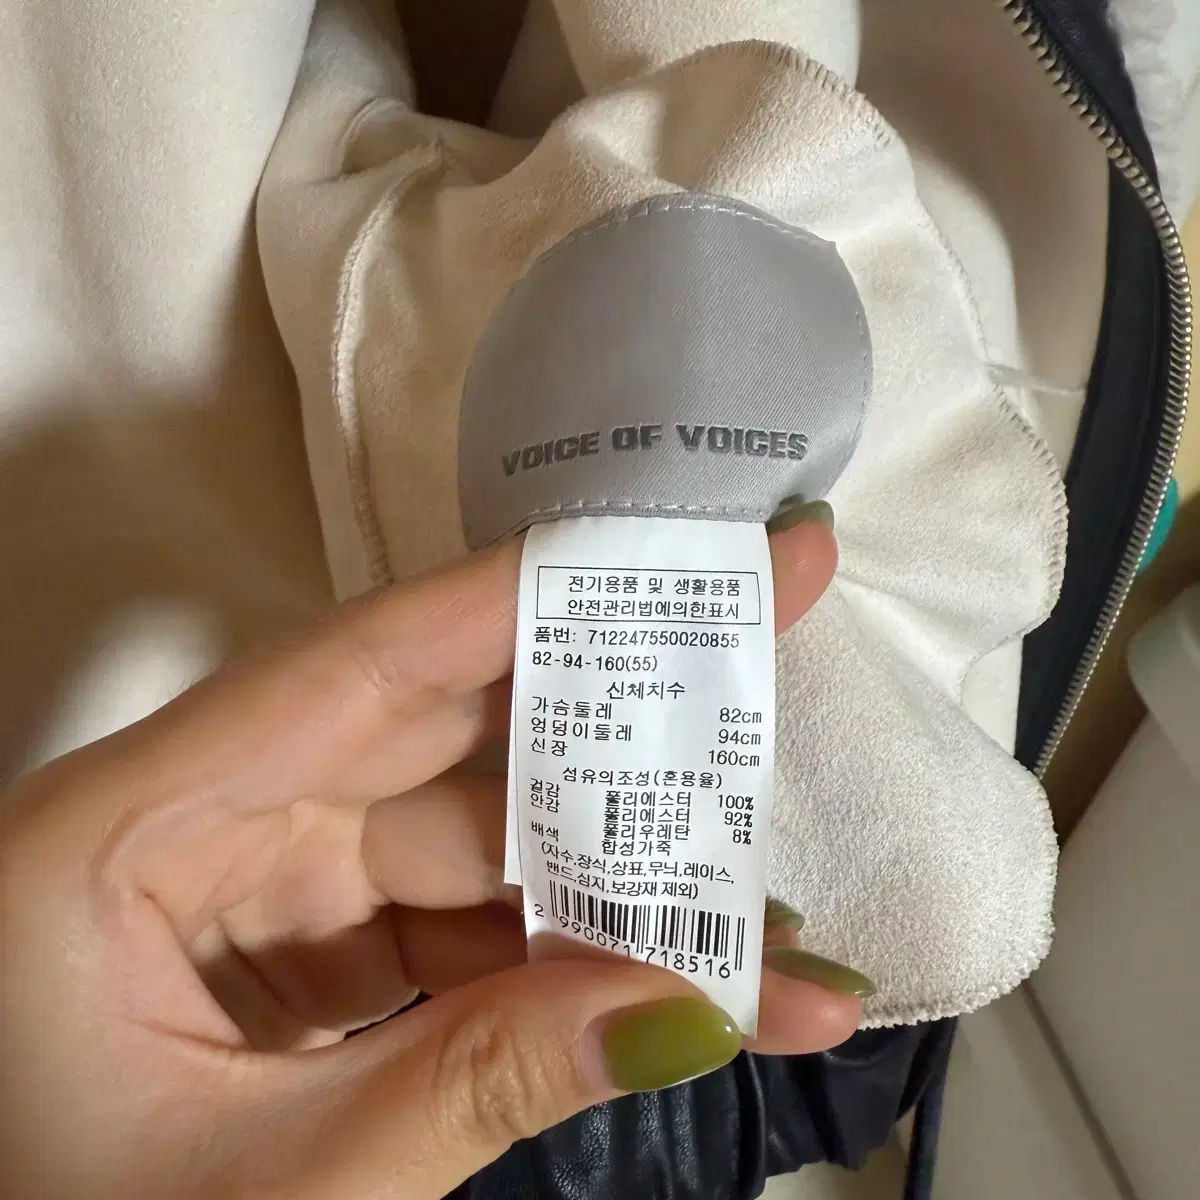 VOICE OF VOICES
전기용품 및 생활용품
안전관리법에의한표시
품번: 712247550020855
82-94-160(55)
신체치수
가슴둘레 82cm
엉덩이둘레 94cm
신장 160cm
섬유의조성(혼용율)
겉감 폴리에스터 100%
안감 폴리에스터 92%
폴리우레탄 8%
배색 합성가죽
(자수,장식,상표,무늬,레이스,
밴드,심지,보강재 제외)
2 990071 718516